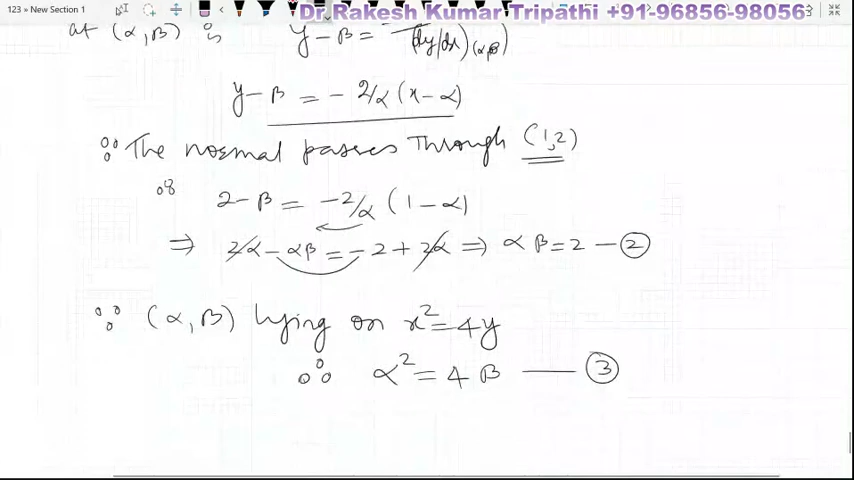 123 » New Section 1
Dr Rakesh Kumar Tripathi +91-96856-98056
at (α, β) is y - β = - 1/(dy/dx)(α,β)
y - β = - 2/α (x - α)
∵ The normal passes through (1,2)
∴ 2 - β = - 2/α (1 - α)
⇒ 2α - αβ = - 2 + 2α ⇒ αβ = 2 — ②
∵ (α, β) lying on x² = 4y
∴ α² = 4β — ③